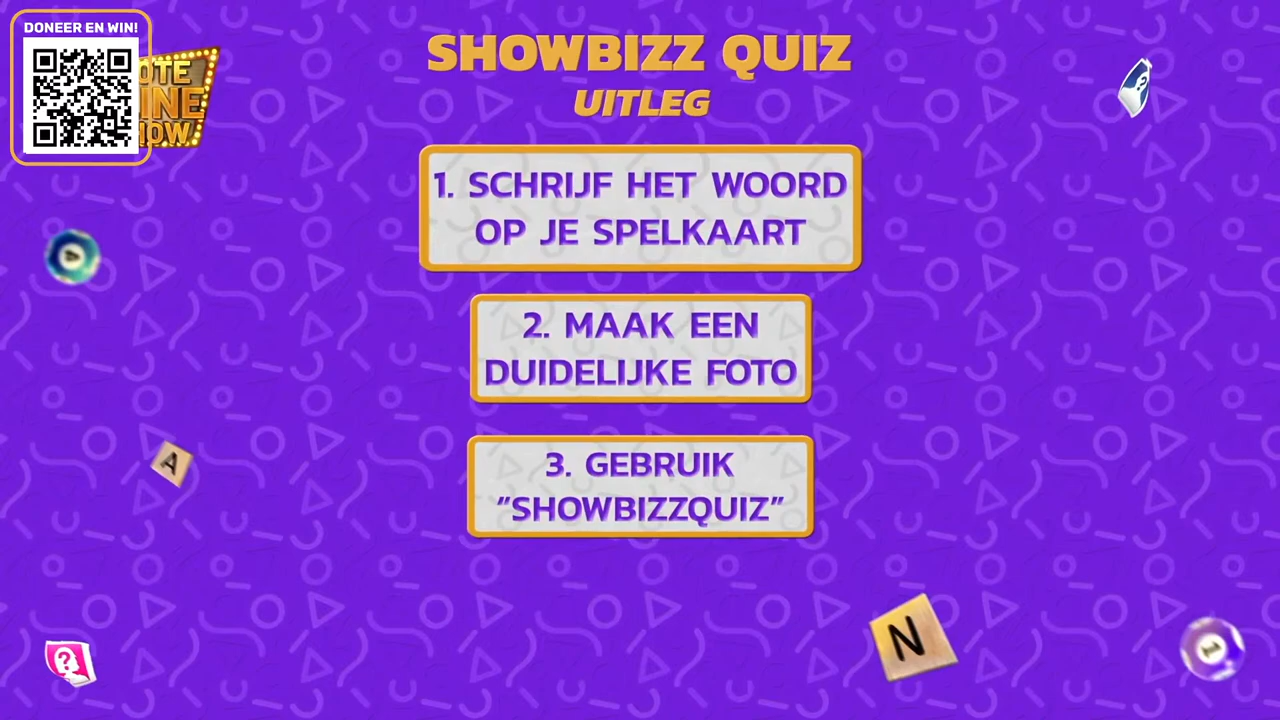 DONEER EN WIN!
SHOWBIZZ QUIZ
UITLEG
1. SCHRIJF HET WOORD
OP JE SPELKAART
2. MAAK EEN
DUIDELIJKE FOTO
3. GEBRUIK
“SHOWBIZZQUIZ”
A
N
?
1